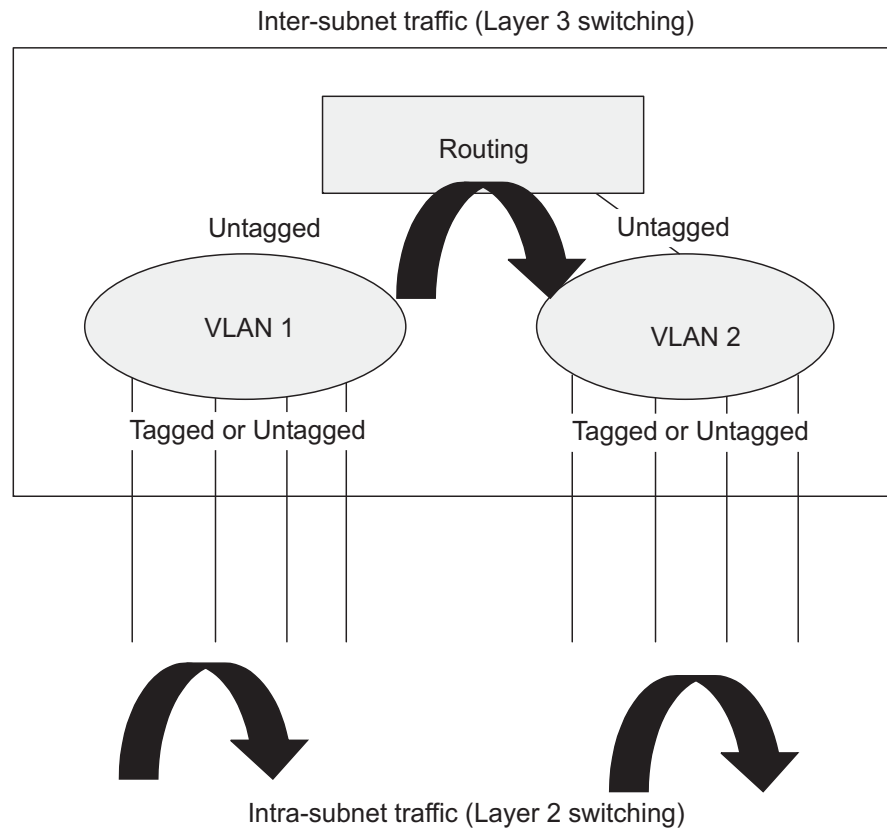 Inter-subnet traffic (Layer 3 switching)
Routing
Untagged
Untagged
VLAN 1
VLAN 2
Tagged or Untagged
Tagged or Untagged
Intra-subnet traffic (Layer 2 switching)